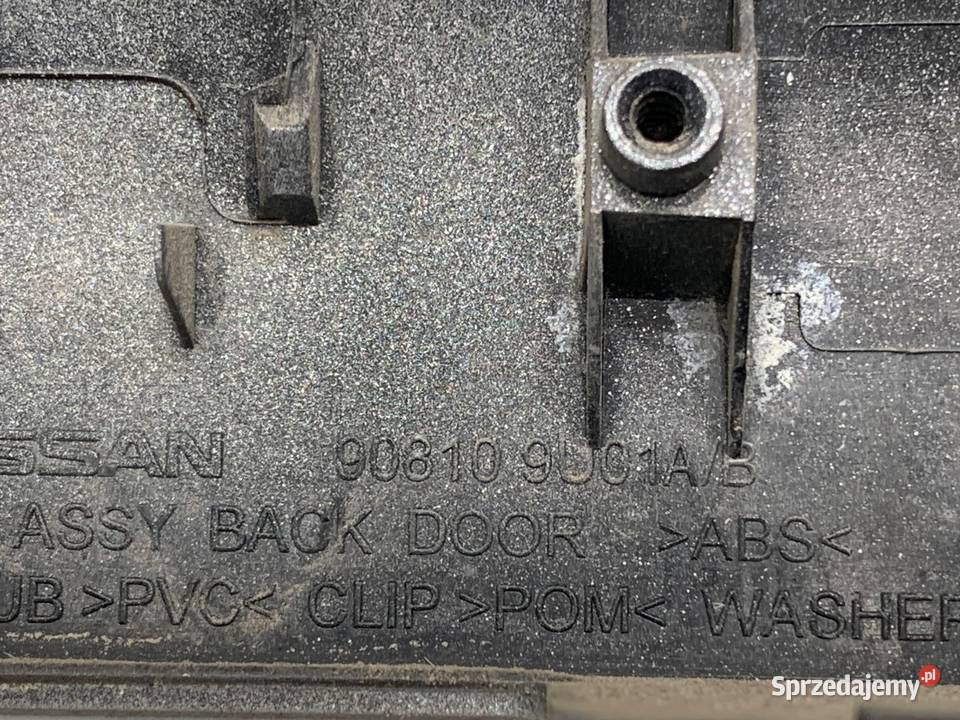 SSAN 90810 9U01A/B
ASSY BACK DOOR >ABS<
UB >PVC< CLIP >POM< WASHER
Sprzedajemy.pl